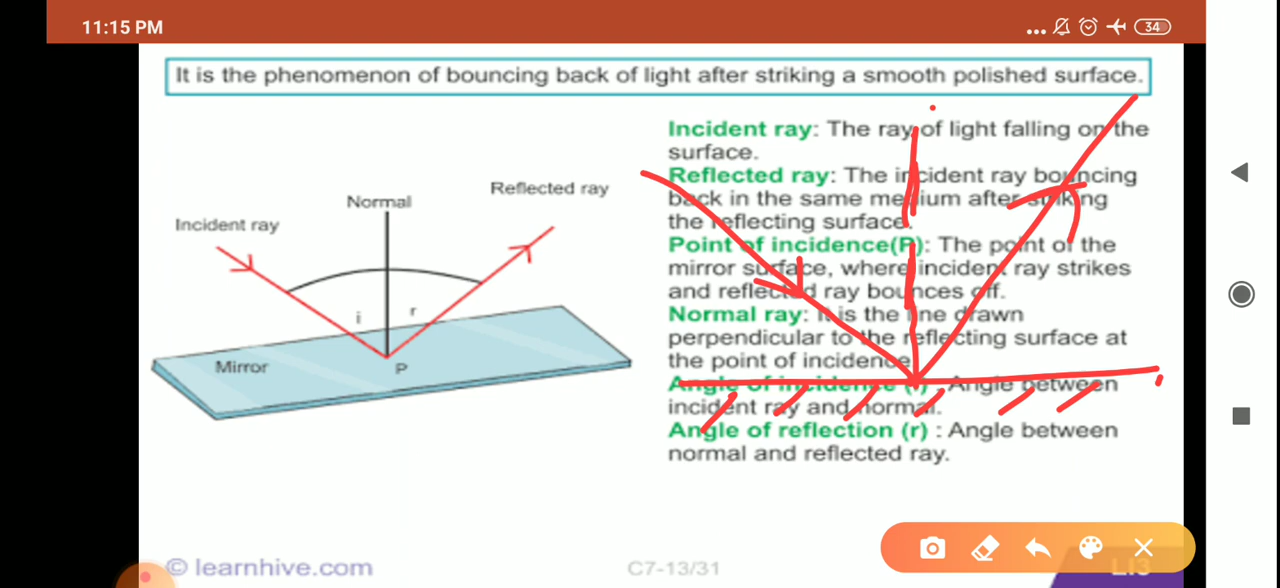 11:15 PM
34
It is the phenomenon of bouncing back of light after striking a smooth polished surface.
Normal
Reflected ray
Incident ray
i
r
Mirror
P
Incident ray: The ray of light falling on the
surface.
Reflected ray: The incident ray bouncing
back in the same medium after striking
the reflecting surface.
Point of incidence(P): The point of the
mirror surface, where incident ray strikes
and reflected ray bounces off.
Normal ray: It is the line drawn
perpendicular to the reflecting surface at
the point of incidence
Angle of incidence (i) : Angle between
incident ray and normal.
Angle of reflection (r) : Angle between
normal and reflected ray.
© learnhive.com
C7-13/31